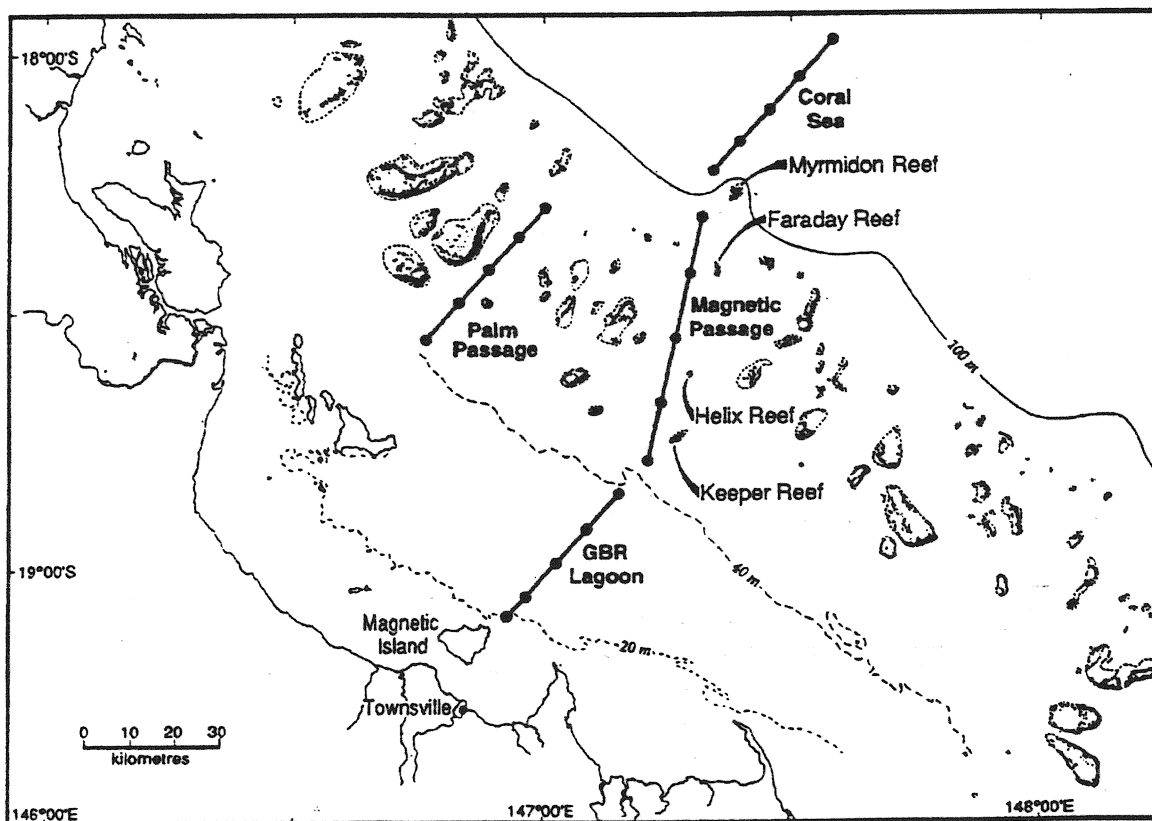 18°00'S
Coral
Sea
Myrmidon Reef
Faraday Reef
Magnetic
Passage
Palm
Passage
100 m
Helix Reef
Keeper Reef
GBR
Lagoon
19°00'S
40 m
Magnetic
Island
20 m
Townsville
0 10 20 30
kilometres
146°00'E
147°00'E
148°00'E